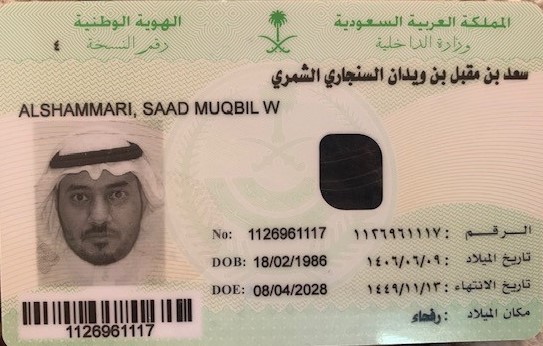 المملكة العربية السعودية
وزارة الداخلية
الهوية الوطنية
رقم النسخة
٤
سعد بن مقبل بن ويدان السنجاري الشمري
ALSHAMMARI, SAAD MUQBIL W
No: 1126961117 الـرقـم : ١١٢٦٩٦١١١٧
DOB: 18/02/1986 تاريخ الميلاد : ١٤٠٦/٠٦/٠٩
DOE: 08/04/2028 تاريخ الانتهاء : ١٤٤٩/١١/١٣
مكان الميلاد : رفحاء
1126961117